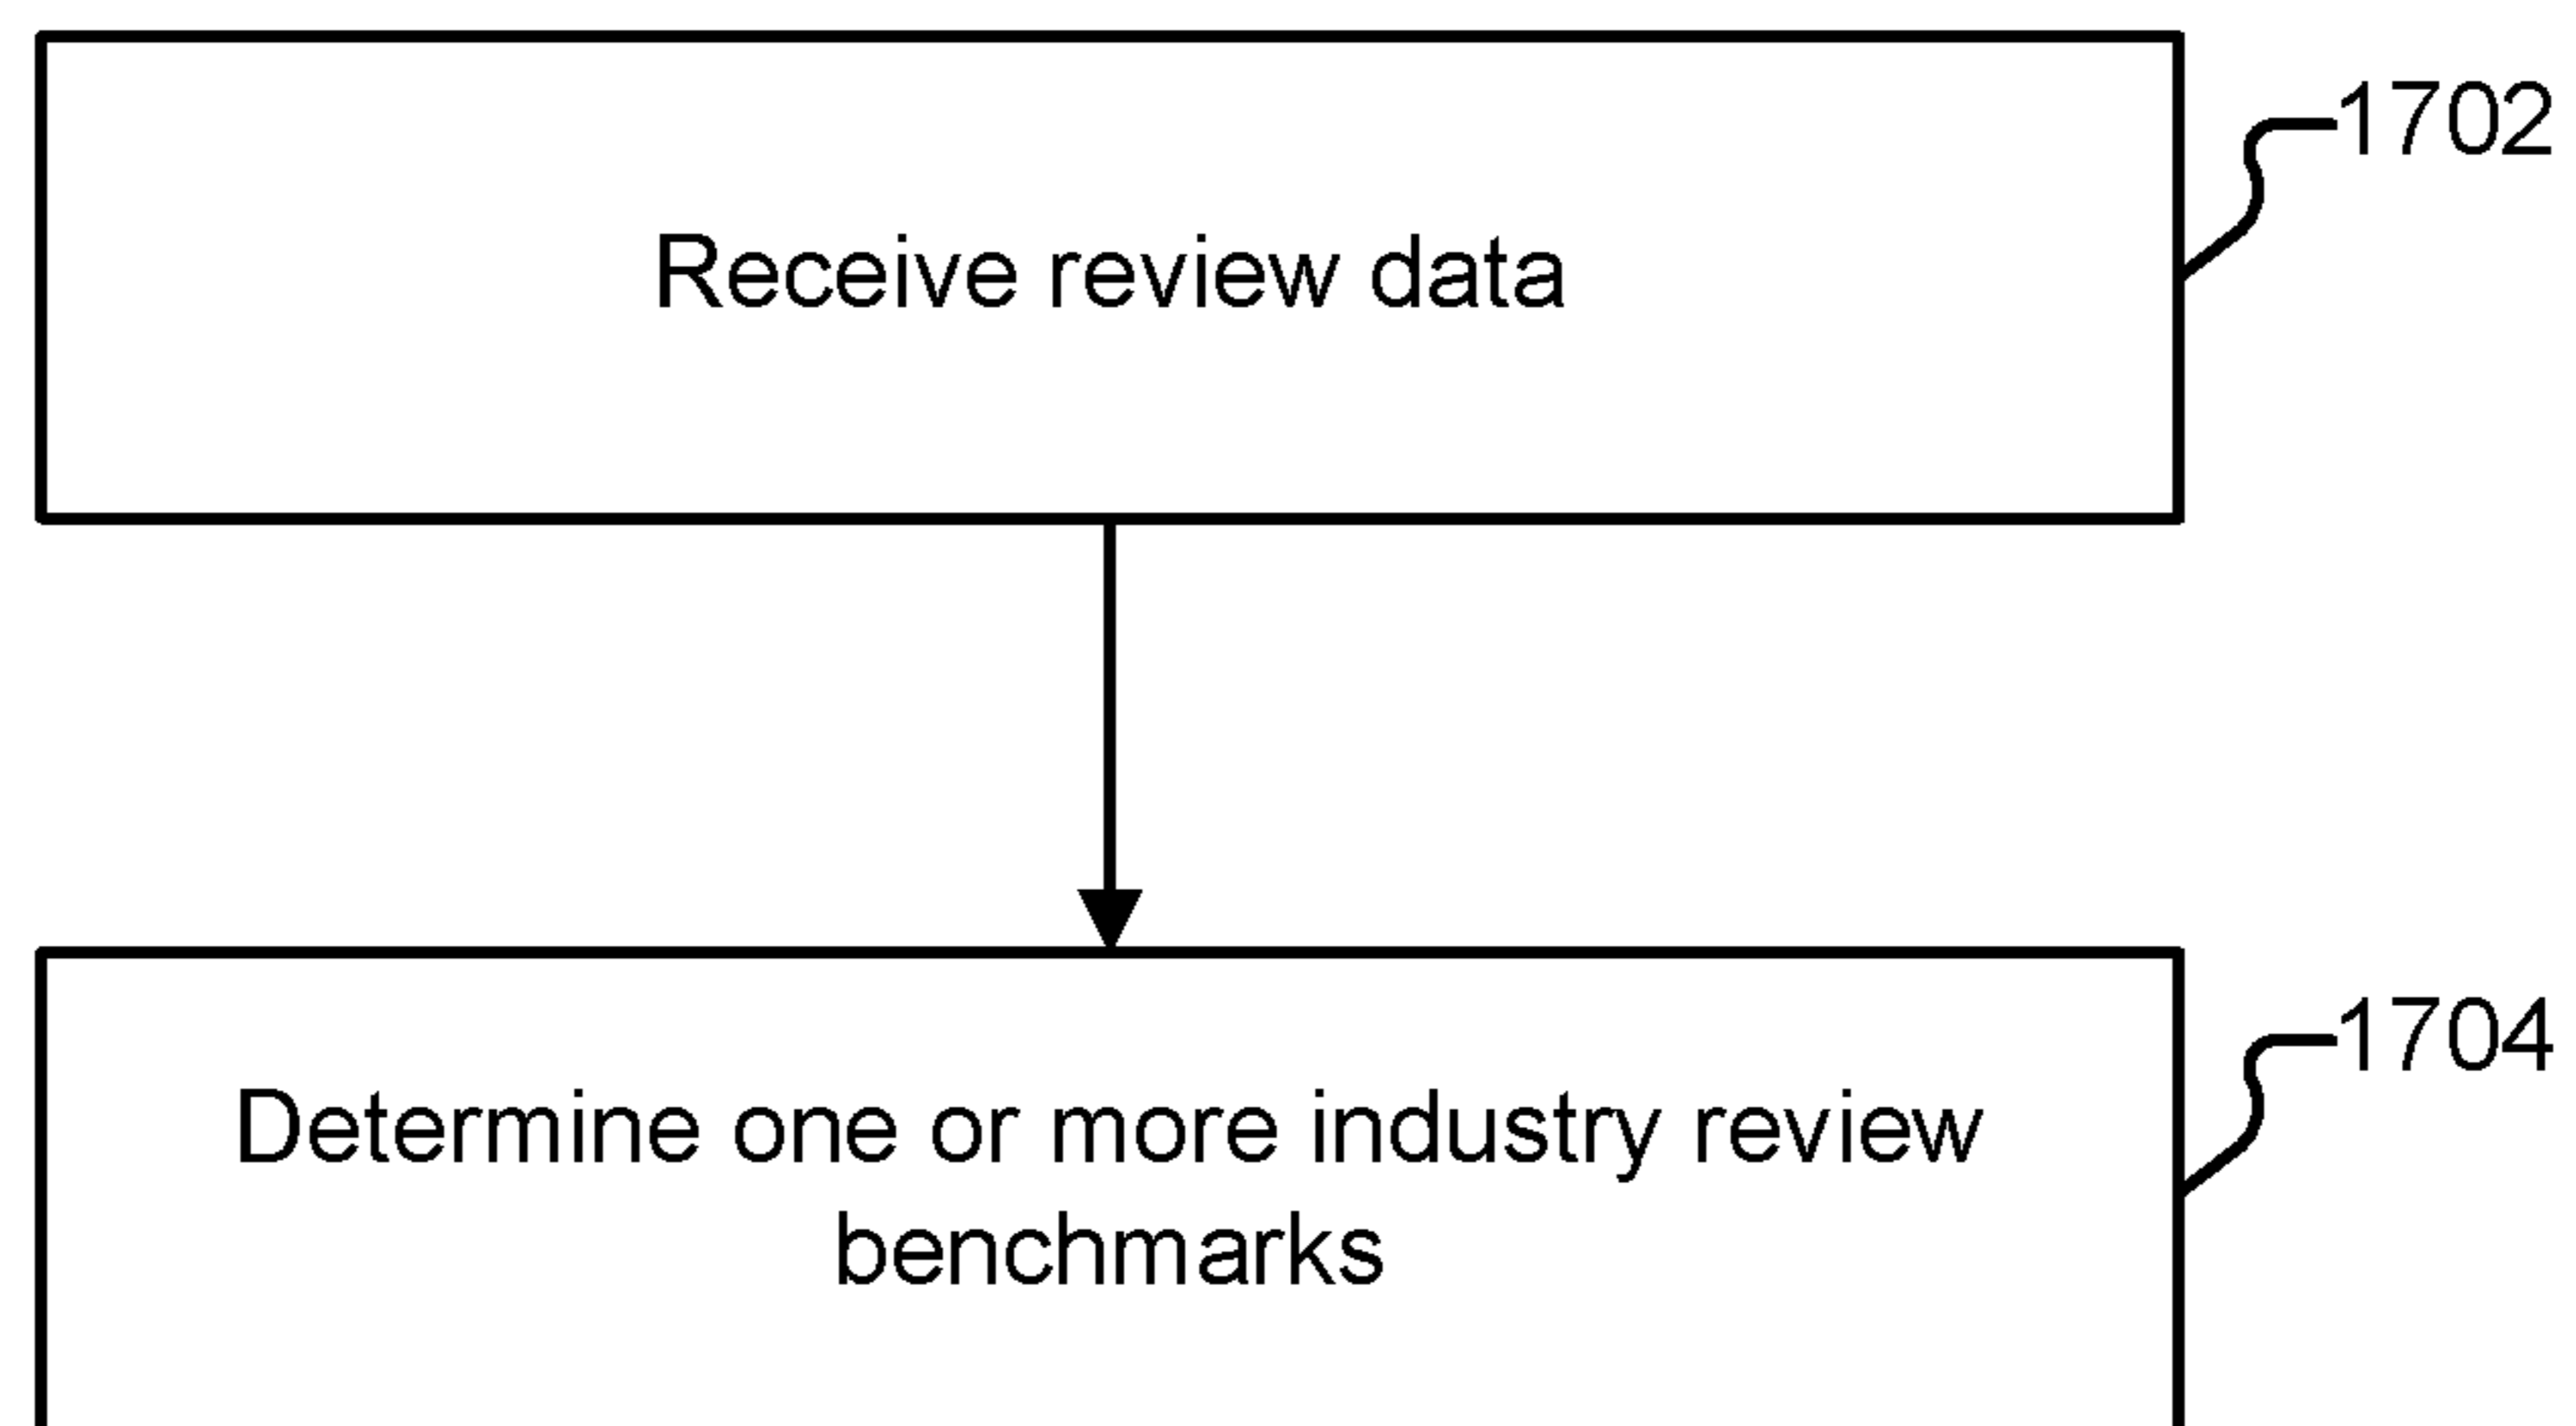 1702
Receive review data
1704
Determine one or more industry review
benchmarks